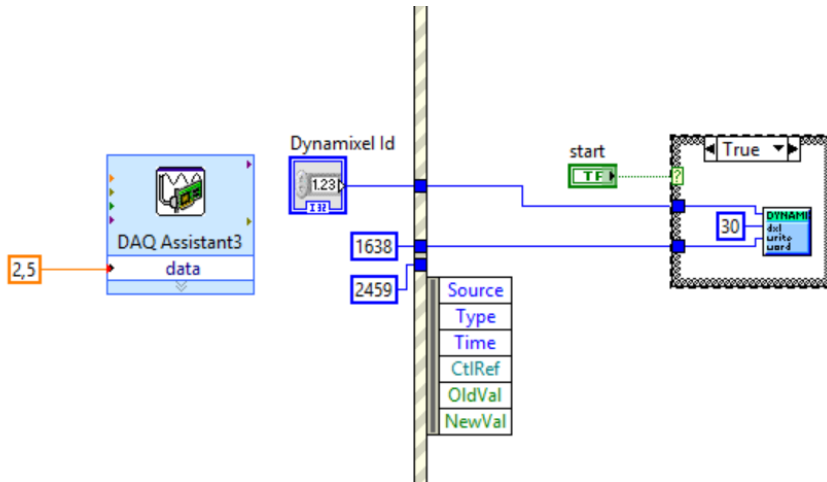 Dynamixel Id
1.23
I32
start
TF
True
?
DAQ Assistant3
data
2,5
1638
2459
30
DYNAMI
dxl
write
word
Source
Type
Time
CtlRef
OldVal
NewVal